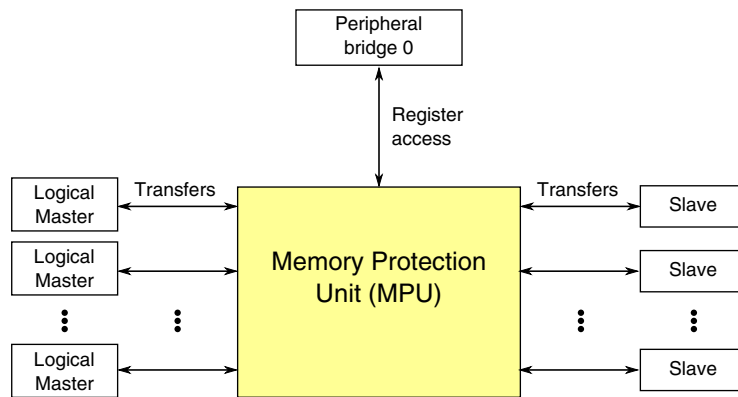 Peripheral
bridge 0
Register
access
Logical
Master
Transfers
Transfers
Slave
Logical
Master
Memory Protection
Unit (MPU)
Slave
Logical
Master
Slave